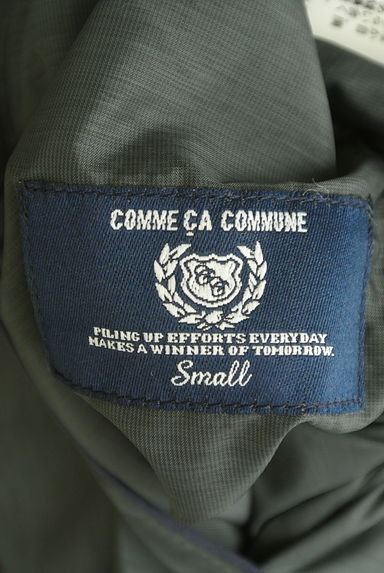 COMME ÇA COMMUNE
PILING UP EFFORTS EVERYDAY
MAKES A WINNER OF TOMORROW.
Small